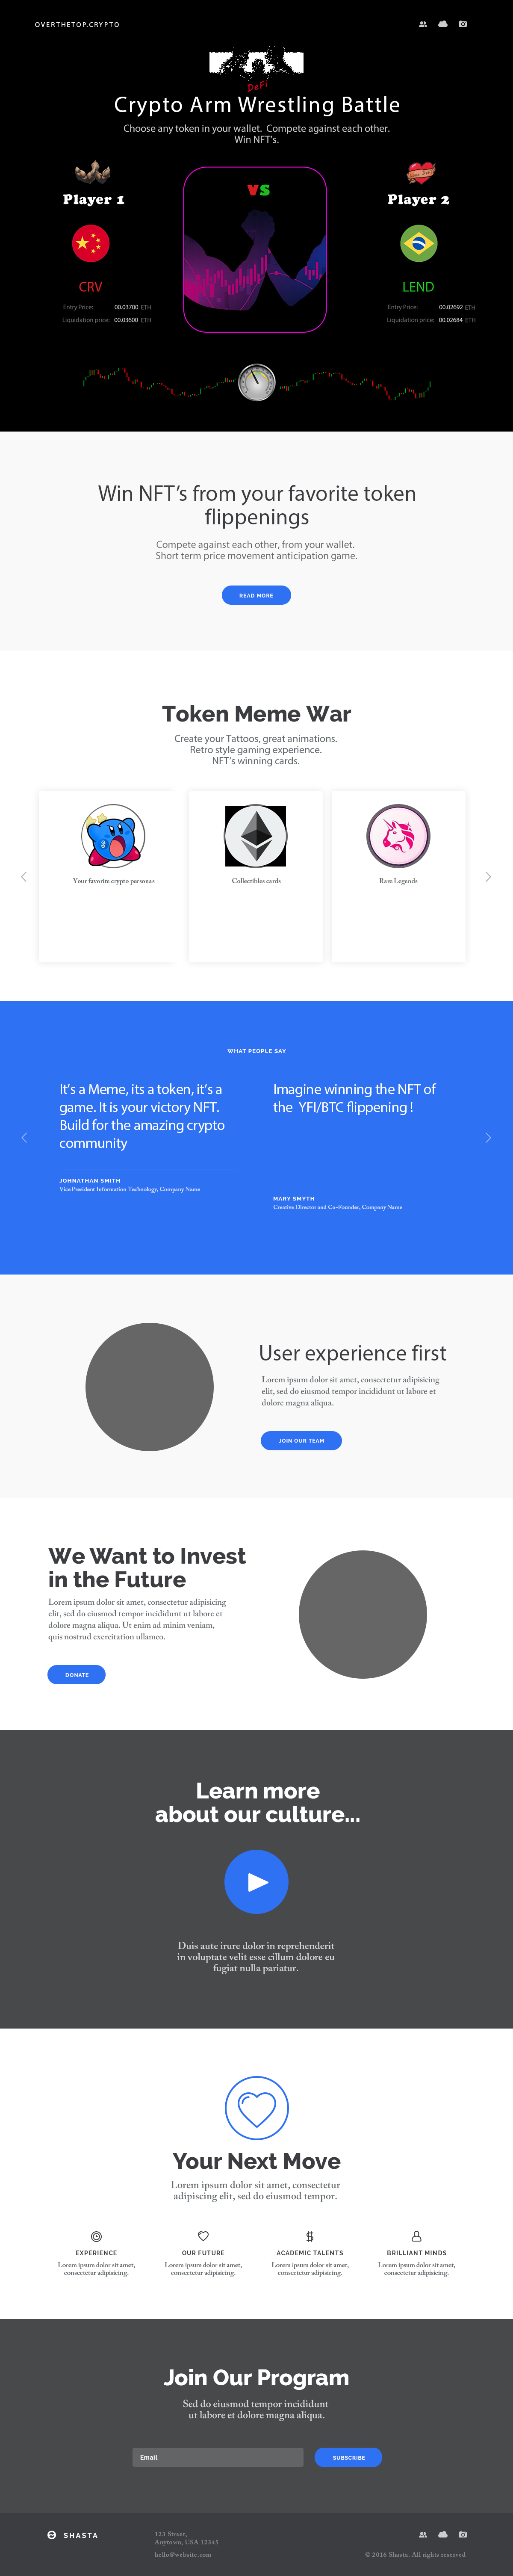 OVERTHETOP.CRYPTO
DeFi
Crypto Arm Wrestling Battle
Choose any token in your wallet. Compete against each other.
Win NFT's.
Player 1
VS
Player 2
CRV
LEND
Entry Price: 00.03700 ETH
Liquidation price: 00.03600 ETH
Entry Price: 00.02692 ETH
Liquidation price: 00.02684 ETH
Win NFT's from your favorite token
flippenings
Compete against each other, from your wallet.
Short term price movement anticipation game.
READ MORE
Token Meme War
Create your Tattoos, great animations.
Retro style gaming experience.
NFT's winning cards.
Your favorite crypto personas
Collectibles cards
Rare Legends
WHAT PEOPLE SAY
It's a Meme, its a token, it's a
game. It is your victory NFT.
Build for the amazing crypto
community
JOHNATHAN SMITH
Vice President Information Technology, Company Name
Imagine winning the NFT of
the YFI/BTC flippening !
MARY SMYTH
Creative Director and Co-Founder, Company Name
User experience first
Lorem ipsum dolor sit amet, consectetur adipisicing
elit, sed do eiusmod tempor incididunt ut labore et
dolore magna aliqua.
JOIN OUR TEAM
We Want to Invest
in the Future
Lorem ipsum dolor sit amet, consectetur adipisicing
elit, sed do eiusmod tempor incididunt ut labore et
dolore magna aliqua. Ut enim ad minim veniam,
quis nostrud exercitation ullamco.
DONATE
Learn more
about our culture...
Duis aute irure dolor in reprehenderit
in voluptate velit esse cillum dolore eu
fugiat nulla pariatur.
Your Next Move
Lorem ipsum dolor sit amet, consectetur
adipiscing elit, sed do eiusmod tempor.
EXPERIENCE
Lorem ipsum dolor sit amet,
consectetur adipisicing.
OUR FUTURE
Lorem ipsum dolor sit amet,
consectetur adipisicing.
ACADEMIC TALENTS
Lorem ipsum dolor sit amet,
consectetur adipisicing.
BRILLIANT MINDS
Lorem ipsum dolor sit amet,
consectetur adipisicing.
Join Our Program
Sed do eiusmod tempor incididunt
ut labore et dolore magna aliqua.
Email
SUBSCRIBE
SHASTA
123 Street,
Anytown, USA 12345
hello@website.com
© 2016 Shasta. All rights reserved